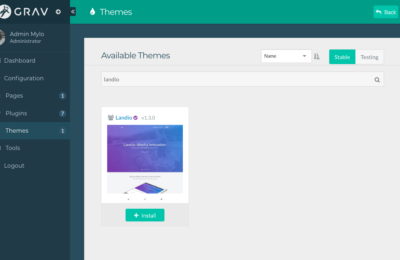 GRAV
Themes
Back
Admin Mylo
Administrator
Dashboard
Configuration
Pages 1
Plugins 7
Themes 1
Tools
Logout
Available Themes
Name
Stable
Testing
landio
Landio v1.3.0
Install